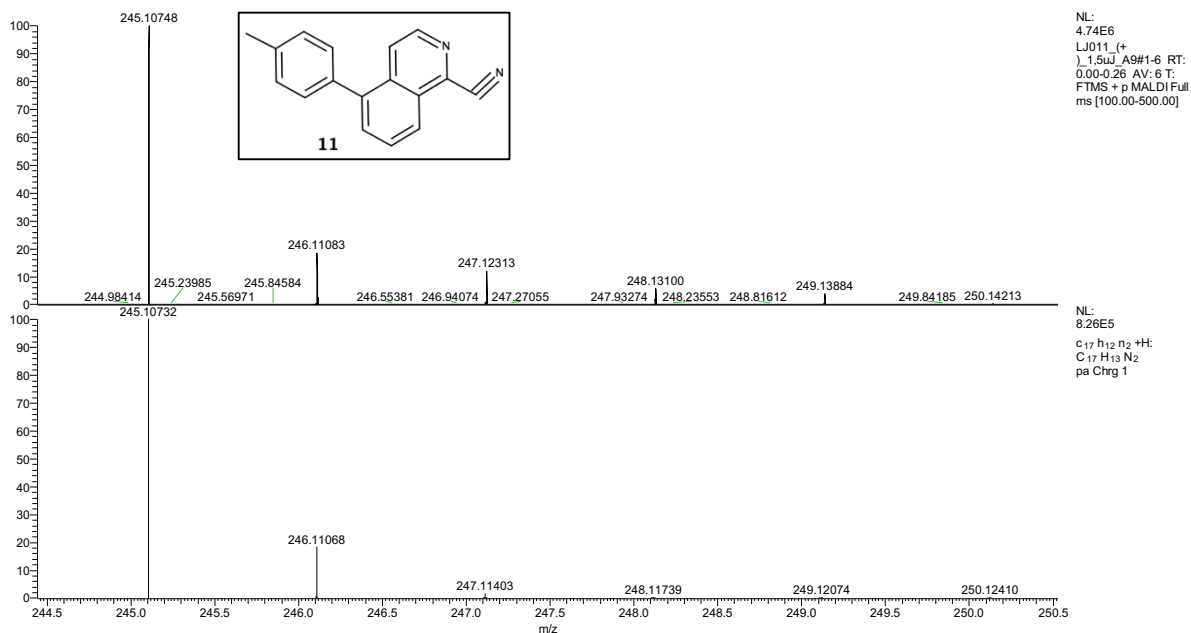 245.10748
100
90
80
70
60
50
40
30
20
10
0
N
N
11
246.11083
247.12313
248.13100
249.13884
244.98414
245.23985
245.56971
245.84584
246.55381
246.94074
247.27055
247.93274
248.23553
248.81612
249.84185
250.14213
NL:
4.74E6
LJ011_(+
)_1,5uJ_A9#1-6 RT:
0.00-0.26 AV: 6 T:
FTMS + p MALDI Full
ms [100.00-500.00]
245.10732
100
90
80
70
60
50
40
30
20
10
0
246.11068
247.11403
248.11739
249.12074
250.12410
NL:
8.26E5
c 17 h 12 n 2 +H:
C 17 H 13 N 2
pa Chrg 1
244.5 245.0 245.5 246.0 246.5 247.0 247.5 248.0 248.5 249.0 249.5 250.0 250.5
m/z